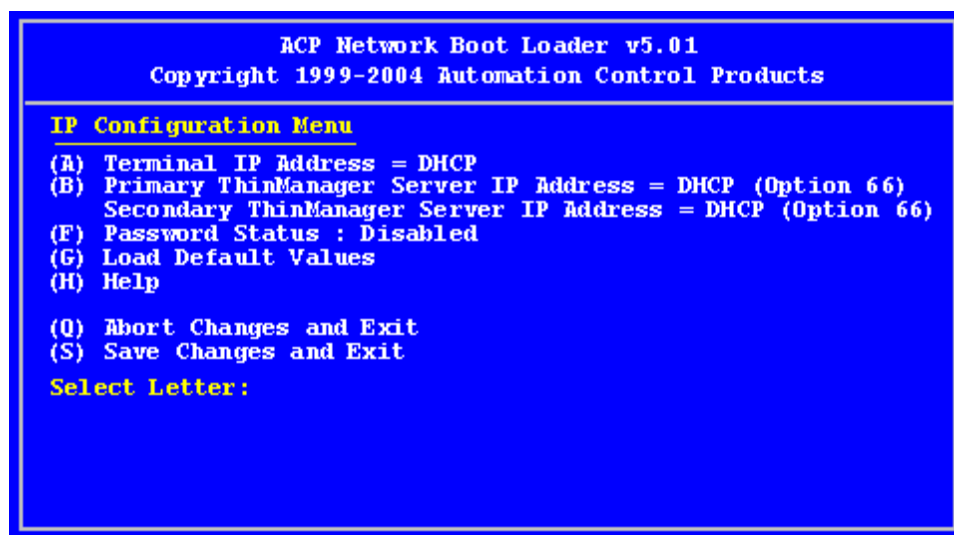 ACP Network Boot Loader v5.01
Copyright 1999-2004 Automation Control Products
IP Configuration Menu
(A) Terminal IP Address = DHCP
(B) Primary ThinManager Server IP Address = DHCP (Option 66)
Secondary ThinManager Server IP Address = DHCP (Option 66)
(F) Password Status : Disabled
(G) Load Default Values
(H) Help
(Q) Abort Changes and Exit
(S) Save Changes and Exit
Select Letter: